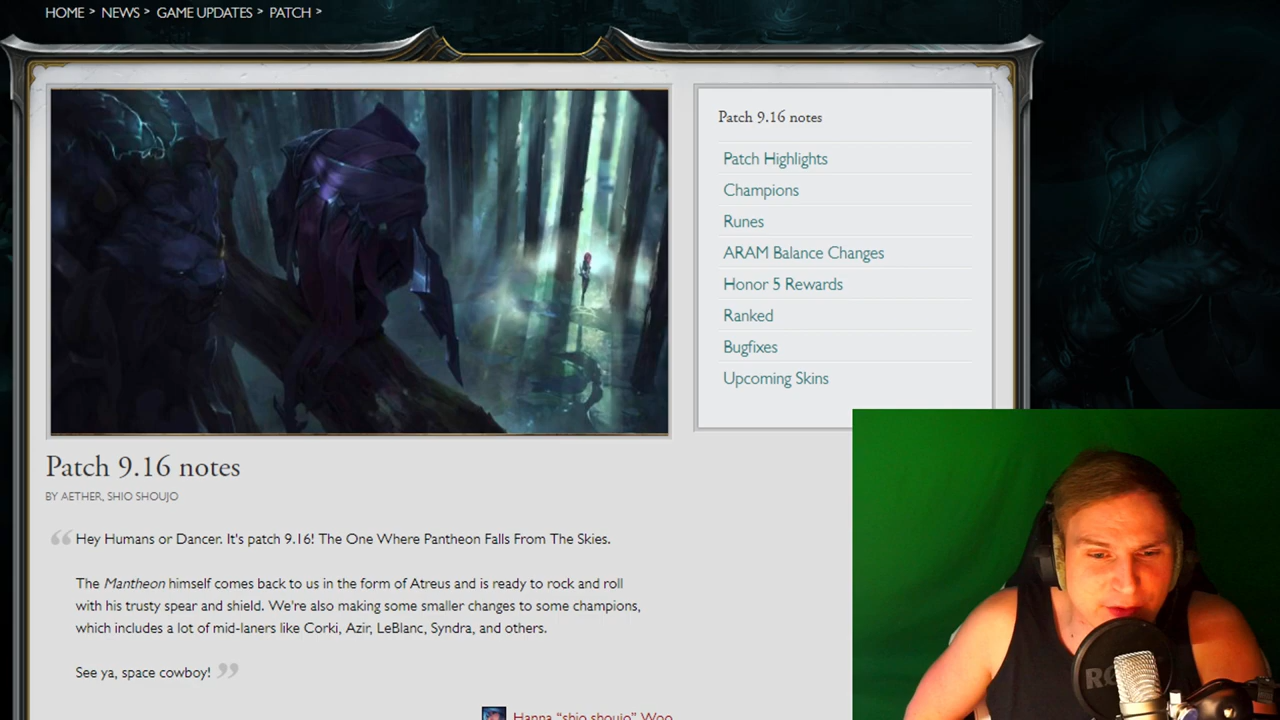 HOME > NEWS > GAME UPDATES > PATCH >
Patch 9.16 notes
Patch Highlights
Champions
Runes
ARAM Balance Changes
Honor 5 Rewards
Ranked
Bugfixes
Upcoming Skins
Patch 9.16 notes
BY AETHER, SHIO SHOUJO
“ Hey Humans or Dancer. It's patch 9.16! The One Where Pantheon Falls From The Skies.
The Mantheon himself comes back to us in the form of Atreus and is ready to rock and roll
with his trusty spear and shield. We're also making some smaller changes to some champions,
which includes a lot of mid-laners like Corki, Azir, LeBlanc, Syndra, and others.
See ya, space cowboy! ”
Hanna "shio shoujo" Woo